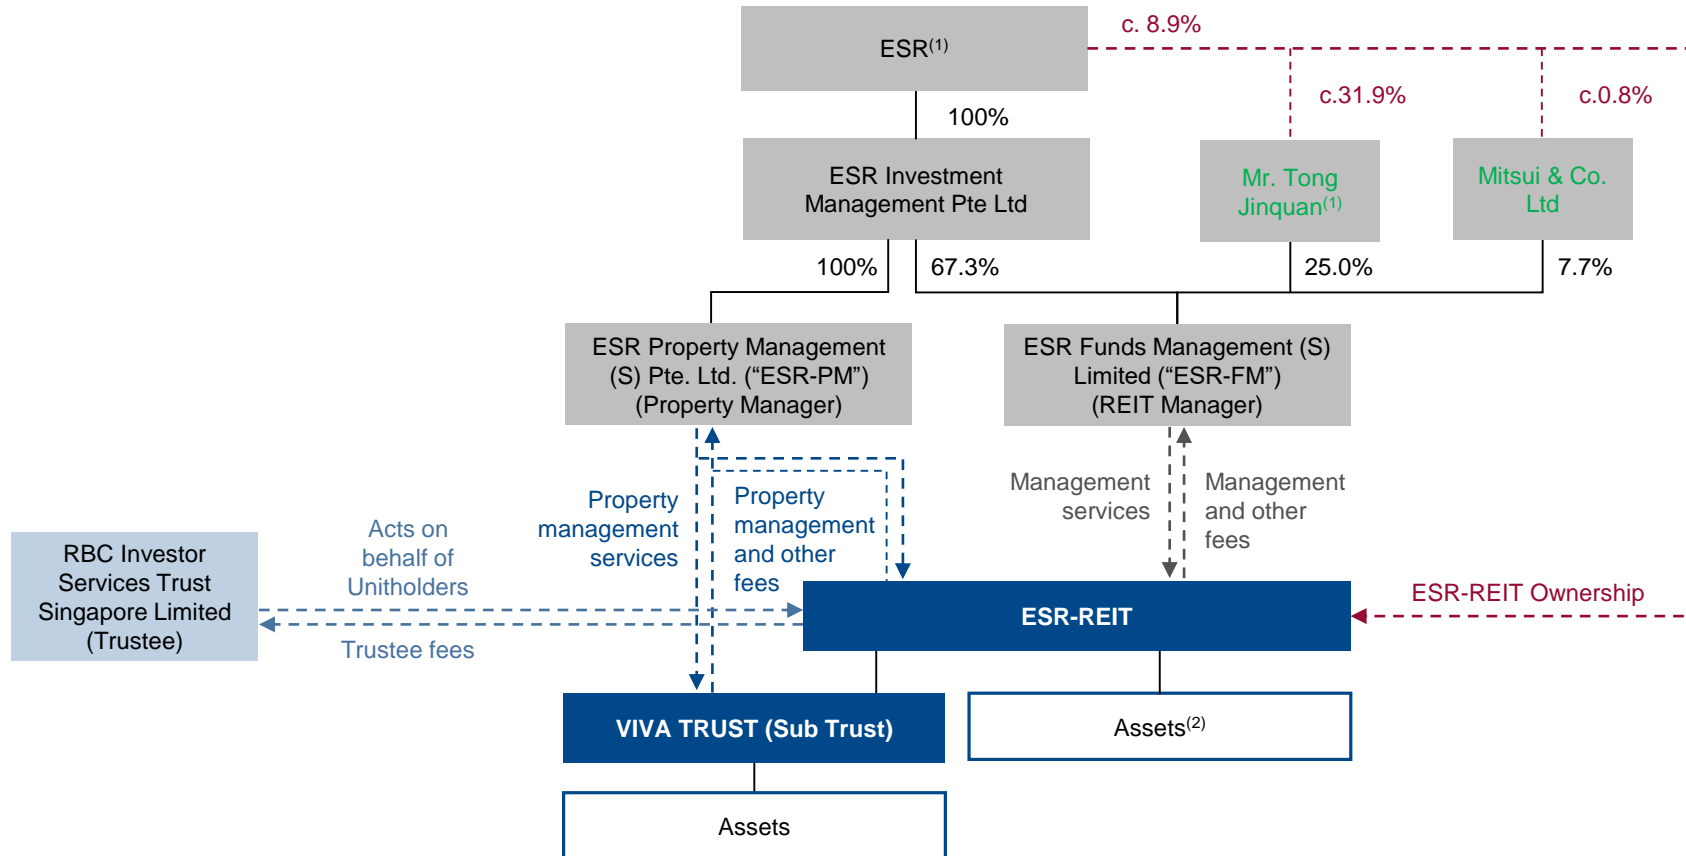 ESR(1)
c. 8.9%
100%
c.31.9%
c.0.8%
ESR Investment
Management Pte Ltd
Mr. Tong
Jinquan(1)
Mitsui & Co.
Ltd
100%
67.3%
25.0%
7.7%
ESR Property Management
(S) Pte. Ltd. (“ESR-PM”)
(Property Manager)
ESR Funds Management (S)
Limited (“ESR-FM”)
(REIT Manager)
Property
management
services
Property
management
and other
fees
Management
services
Management
and other
fees
RBC Investor
Services Trust
Singapore Limited
(Trustee)
Acts on
behalf of
Unitholders
Trustee fees
ESR-REIT
ESR-REIT Ownership
VIVA TRUST (Sub Trust)
Assets(2)
Assets